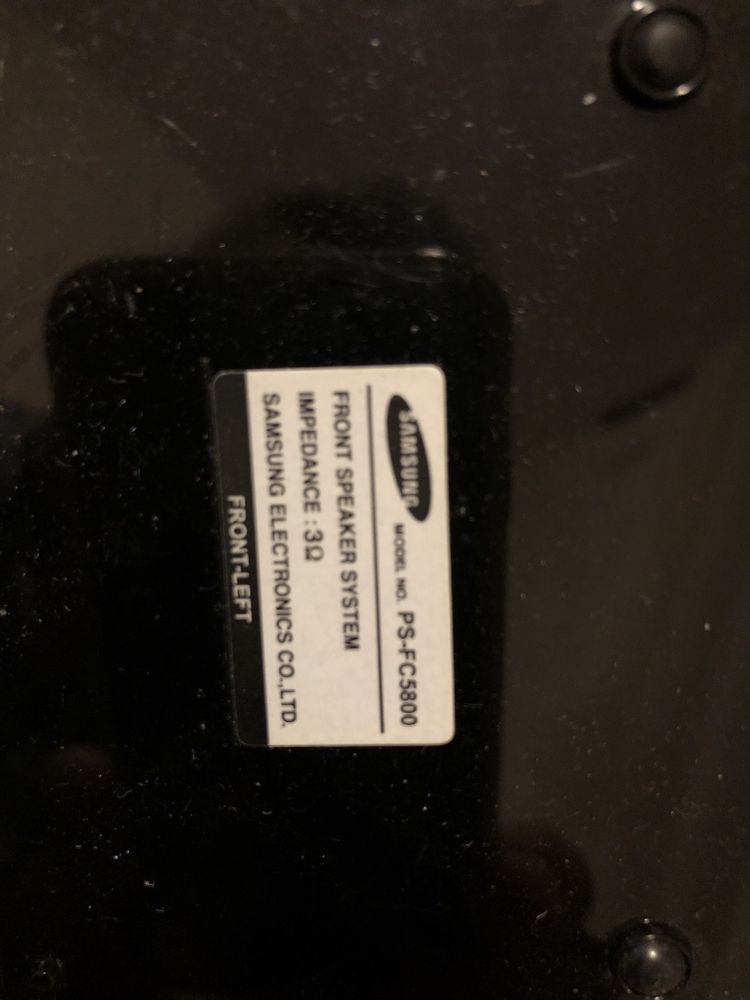 SAMSUNG MODEL NO. PS-FC5800
FRONT SPEAKER SYSTEM
IMPEDANCE : 3Ω
SAMSUNG ELECTRONICS CO.,LTD.
FRONT-LEFT